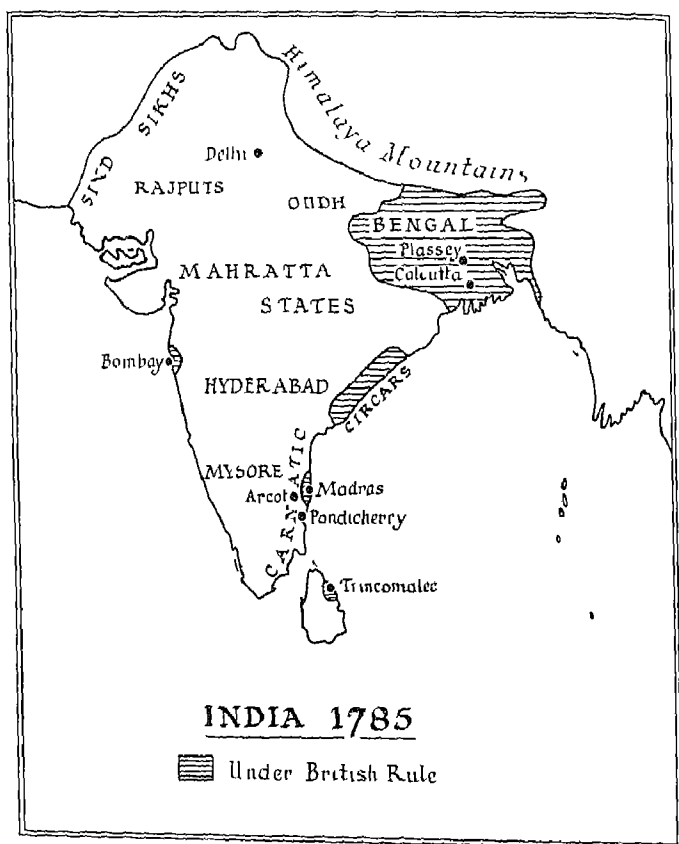 Himalaya Mountains
SIKHS
SIND
Delhi
RAJPUTS
OUDH
BENGAL
Plassey
Calcutta
MAHRATTA
STATES
Bombay
HYDERABAD
CIRCARS
CARNATIC
MYSORE
Arcot
Madras
Pondicherry
Trincomalee
INDIA 1785
Under British Rule